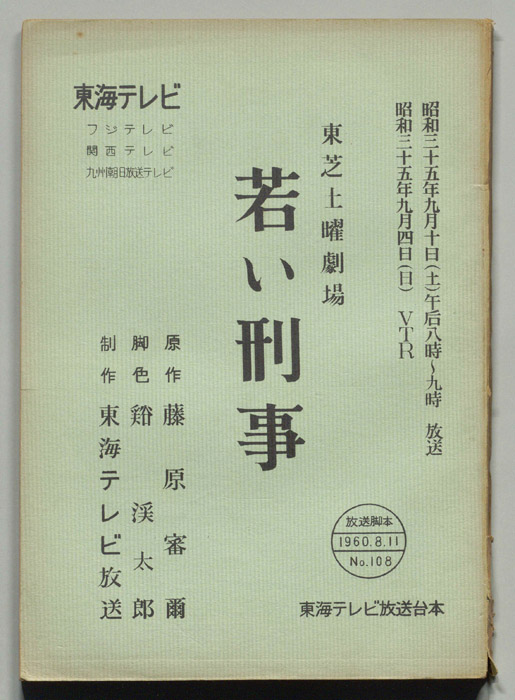 昭和三十五年九月十日（土）午后八時～九時　放送
昭和三十五年九月四日（日）　VTR
東芝土曜劇場
若い刑事
原作　藤原審爾
脚色　谿渓太郎
制作　東海テレビ放送
東海テレビ
フジテレビ
関西テレビ
九州朝日放送テレビ
放送脚本
1960.8.11
No.108
東海テレビ放送台本